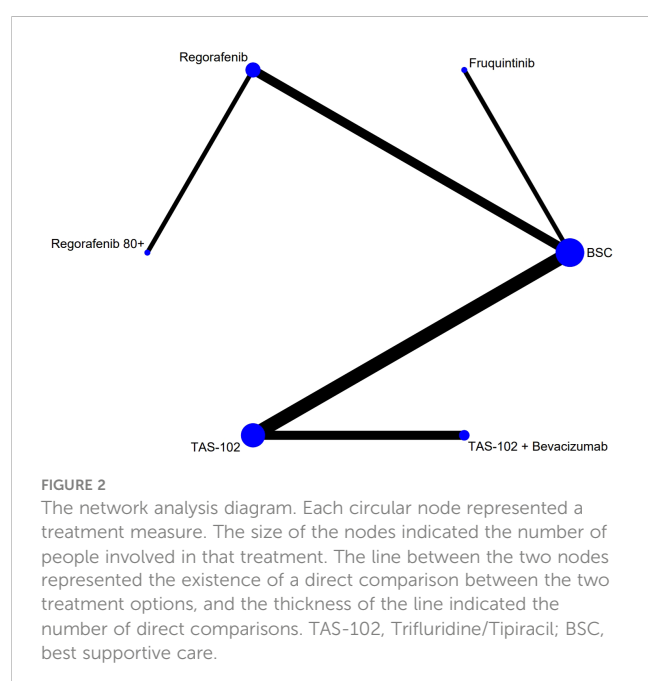 Regorafenib
Fruquintinib
Regorafenib 80+
BSC
TAS-102
TAS-102 + Bevacizumab
FIGURE 2
The network analysis diagram. Each circular node represented a
treatment measure. The size of the nodes indicated the number of
people involved in that treatment. The line between the two nodes
represented the existence of a direct comparison between the two
treatment options, and the thickness of the line indicated the
number of direct comparisons. TAS-102, Trifluridine/Tipiracil; BSC,
best supportive care.